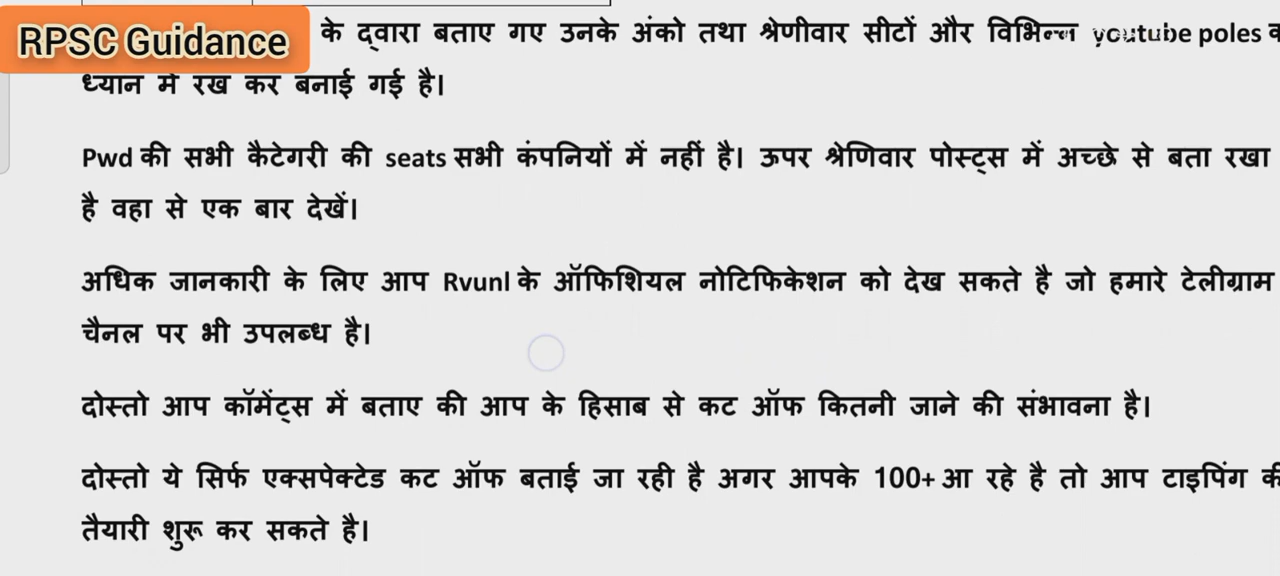 RPSC Guidance
के द्वारा बताए गए उनके अंको तथा श्रेणीवार सीटों और विभिन्न youtube poles
ध्यान में रख कर बनाई गई है।
Pwd की सभी कैटेगरी की seats सभी कंपनियों में नहीं है। ऊपर श्रेणिवार पोस्ट्स में अच्छे से बता रखा
है वहा से एक बार देखें।
अधिक जानकारी के लिए आप Rvunl के ऑफिशियल नोटिफिकेशन को देख सकते है जो हमारे टेलीग्राम
चैनल पर भी उपलब्ध है।
दोस्तो आप कॉमेंट्स में बताए की आप के हिसाब से कट ऑफ कितनी जाने की संभावना है।
दोस्तो ये सिर्फ एक्सपेक्टेड कट ऑफ बताई जा रही है अगर आपके 100+ आ रहे है तो आप टाइपिंग की
तैयारी शुरू कर सकते है।